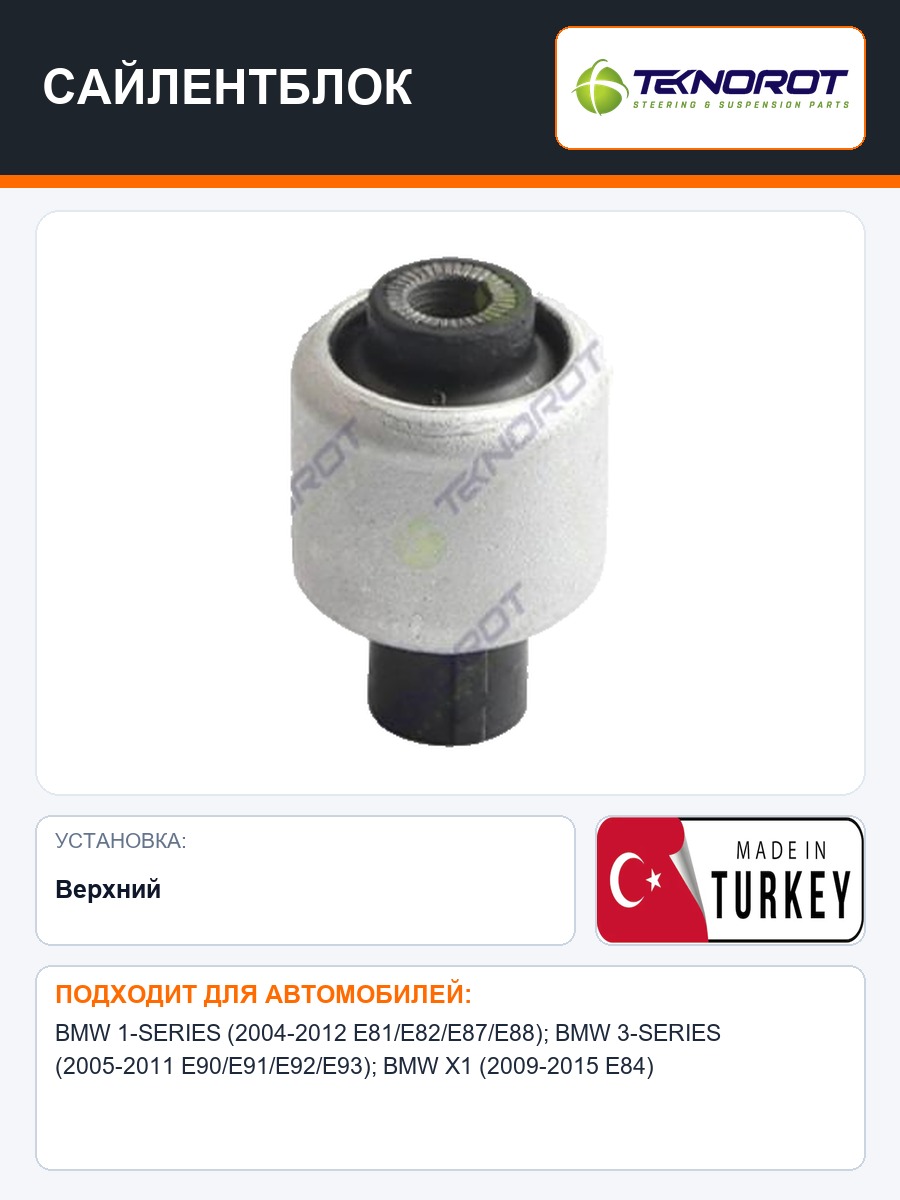 САЙЛЕНТБЛОК
TEKNOROT
STEERING & SUSPENSION PARTS
TEKNOROT
NOROT
TEKNOROT
УСТАНОВКА:
Верхний
MADE IN
TURKEY
ПОДХОДИТ ДЛЯ АВТОМОБИЛЕЙ:
BMW 1-SERIES (2004-2012 E81/E82/E87/E88); BMW 3-SERIES
(2005-2011 E90/E91/E92/E93); BMW X1 (2009-2015 E84)